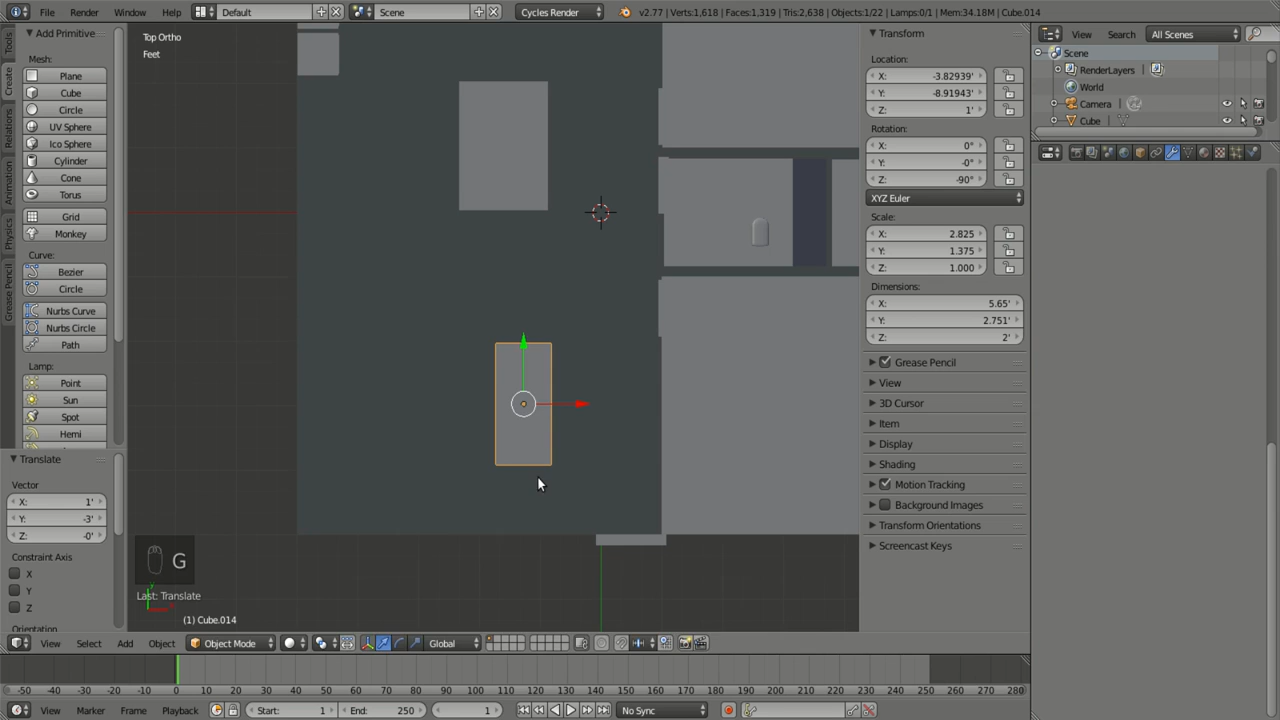 File Render Window Help Default Scene Cycles Render v2.77 | Verts:1,618 | Faces:1,319 | Tris:2,638 | Objects:1/22 | Lamps:0/1 | Mem:34.18M | Cube.014
Tools
Create
Relations
Animation
Physics
Grease Pencil
Add Primitive
Mesh:
Plane
Cube
Circle
UV Sphere
Ico Sphere
Cylinder
Cone
Torus
Grid
Monkey
Curve:
Bezier
Circle
Nurbs Curve
Nurbs Circle
Path
Lamp:
Point
Sun
Spot
Hemi
Translate
Vector
X: 1'
Y: -3'
Z: -0'
Constraint Axis
X
Y
Z
Orientation
Top Ortho
Feet
G
Last: Translate
(1) Cube.014
Transform
Location:
X: -3.82939'
Y: -8.91943'
Z: 1'
Rotation:
X: 0°
Y: -0°
Z: -90°
XYZ Euler
Scale:
X: 2.825
Y: 1.375
Z: 1.000
Dimensions:
X: 5.65'
Y: 2.751'
Z: 2'
Grease Pencil
View
3D Cursor
Item
Display
Shading
Motion Tracking
Background Images
Transform Orientations
Screencast Keys
View Search All Scenes
Scene
RenderLayers
World
Camera
Cube
View Select Add Object Object Mode Global
-50 -40 -30 -20 -10 0 10 20 30 40 50 60 70 80 90 100 110 120 130 140 150 160 170 180 190 200 210 220 230 240 250 260 270 280
View Marker Frame Playback Start: 1 End: 250 1 No Sync